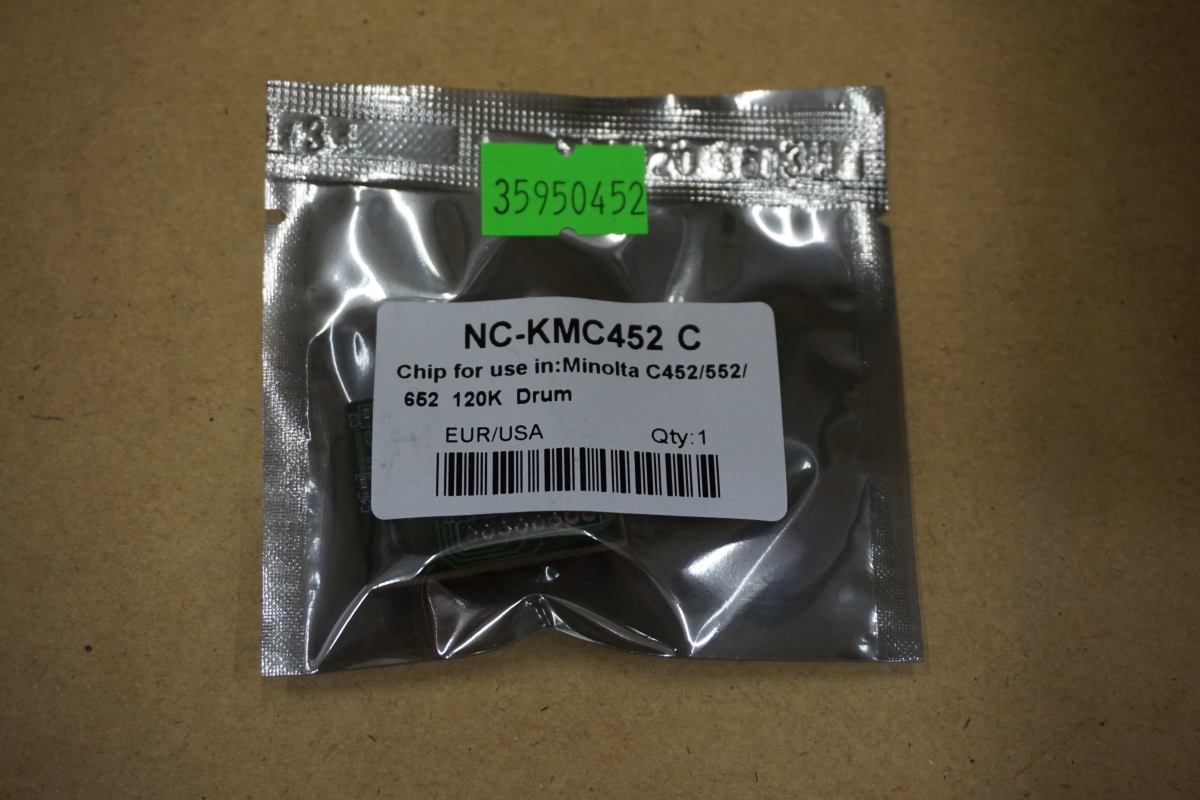 35950452
NC-KMC452 C
Chip for use in:Minolta C452/552/
652 120K Drum
EUR/USA Qty:1